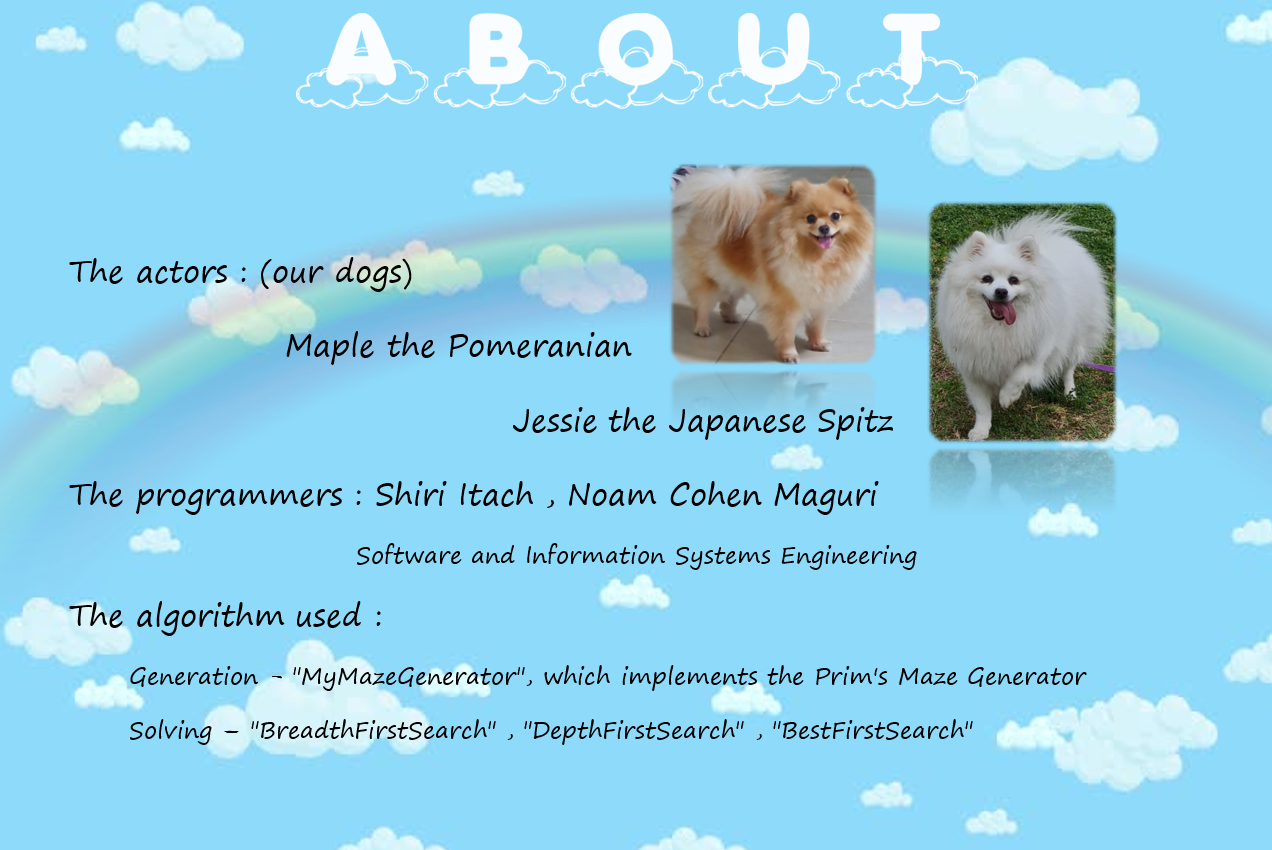 ABOUT
The actors : (our dogs)
Maple the Pomeranian
Jessie the Japanese Spitz
The programmers : Shiri Itach , Noam Cohen Maguri
Software and Information Systems Engineering
The algorithm used :
Generation - "MyMazeGenerator", which implements the Prim's Maze Generator
Solving – "BreadthFirstSearch" , "DepthFirstSearch" , "BestFirstSearch"